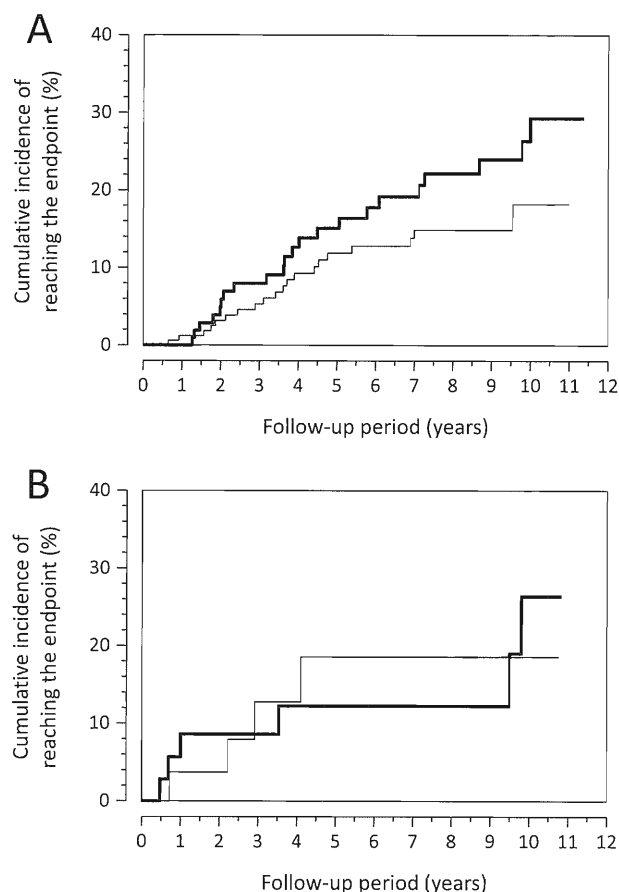 A
Cumulative incidence of
reaching the endpoint (%)
40
30
20
10
0
0 1 2 3 4 5 6 7 8 9 10 11 12
Follow-up period (years)
B
Cumulative incidence of
reaching the endpoint (%)
40
30
20
10
0
0 1 2 3 4 5 6 7 8 9 10 11 12
Follow-up period (years)